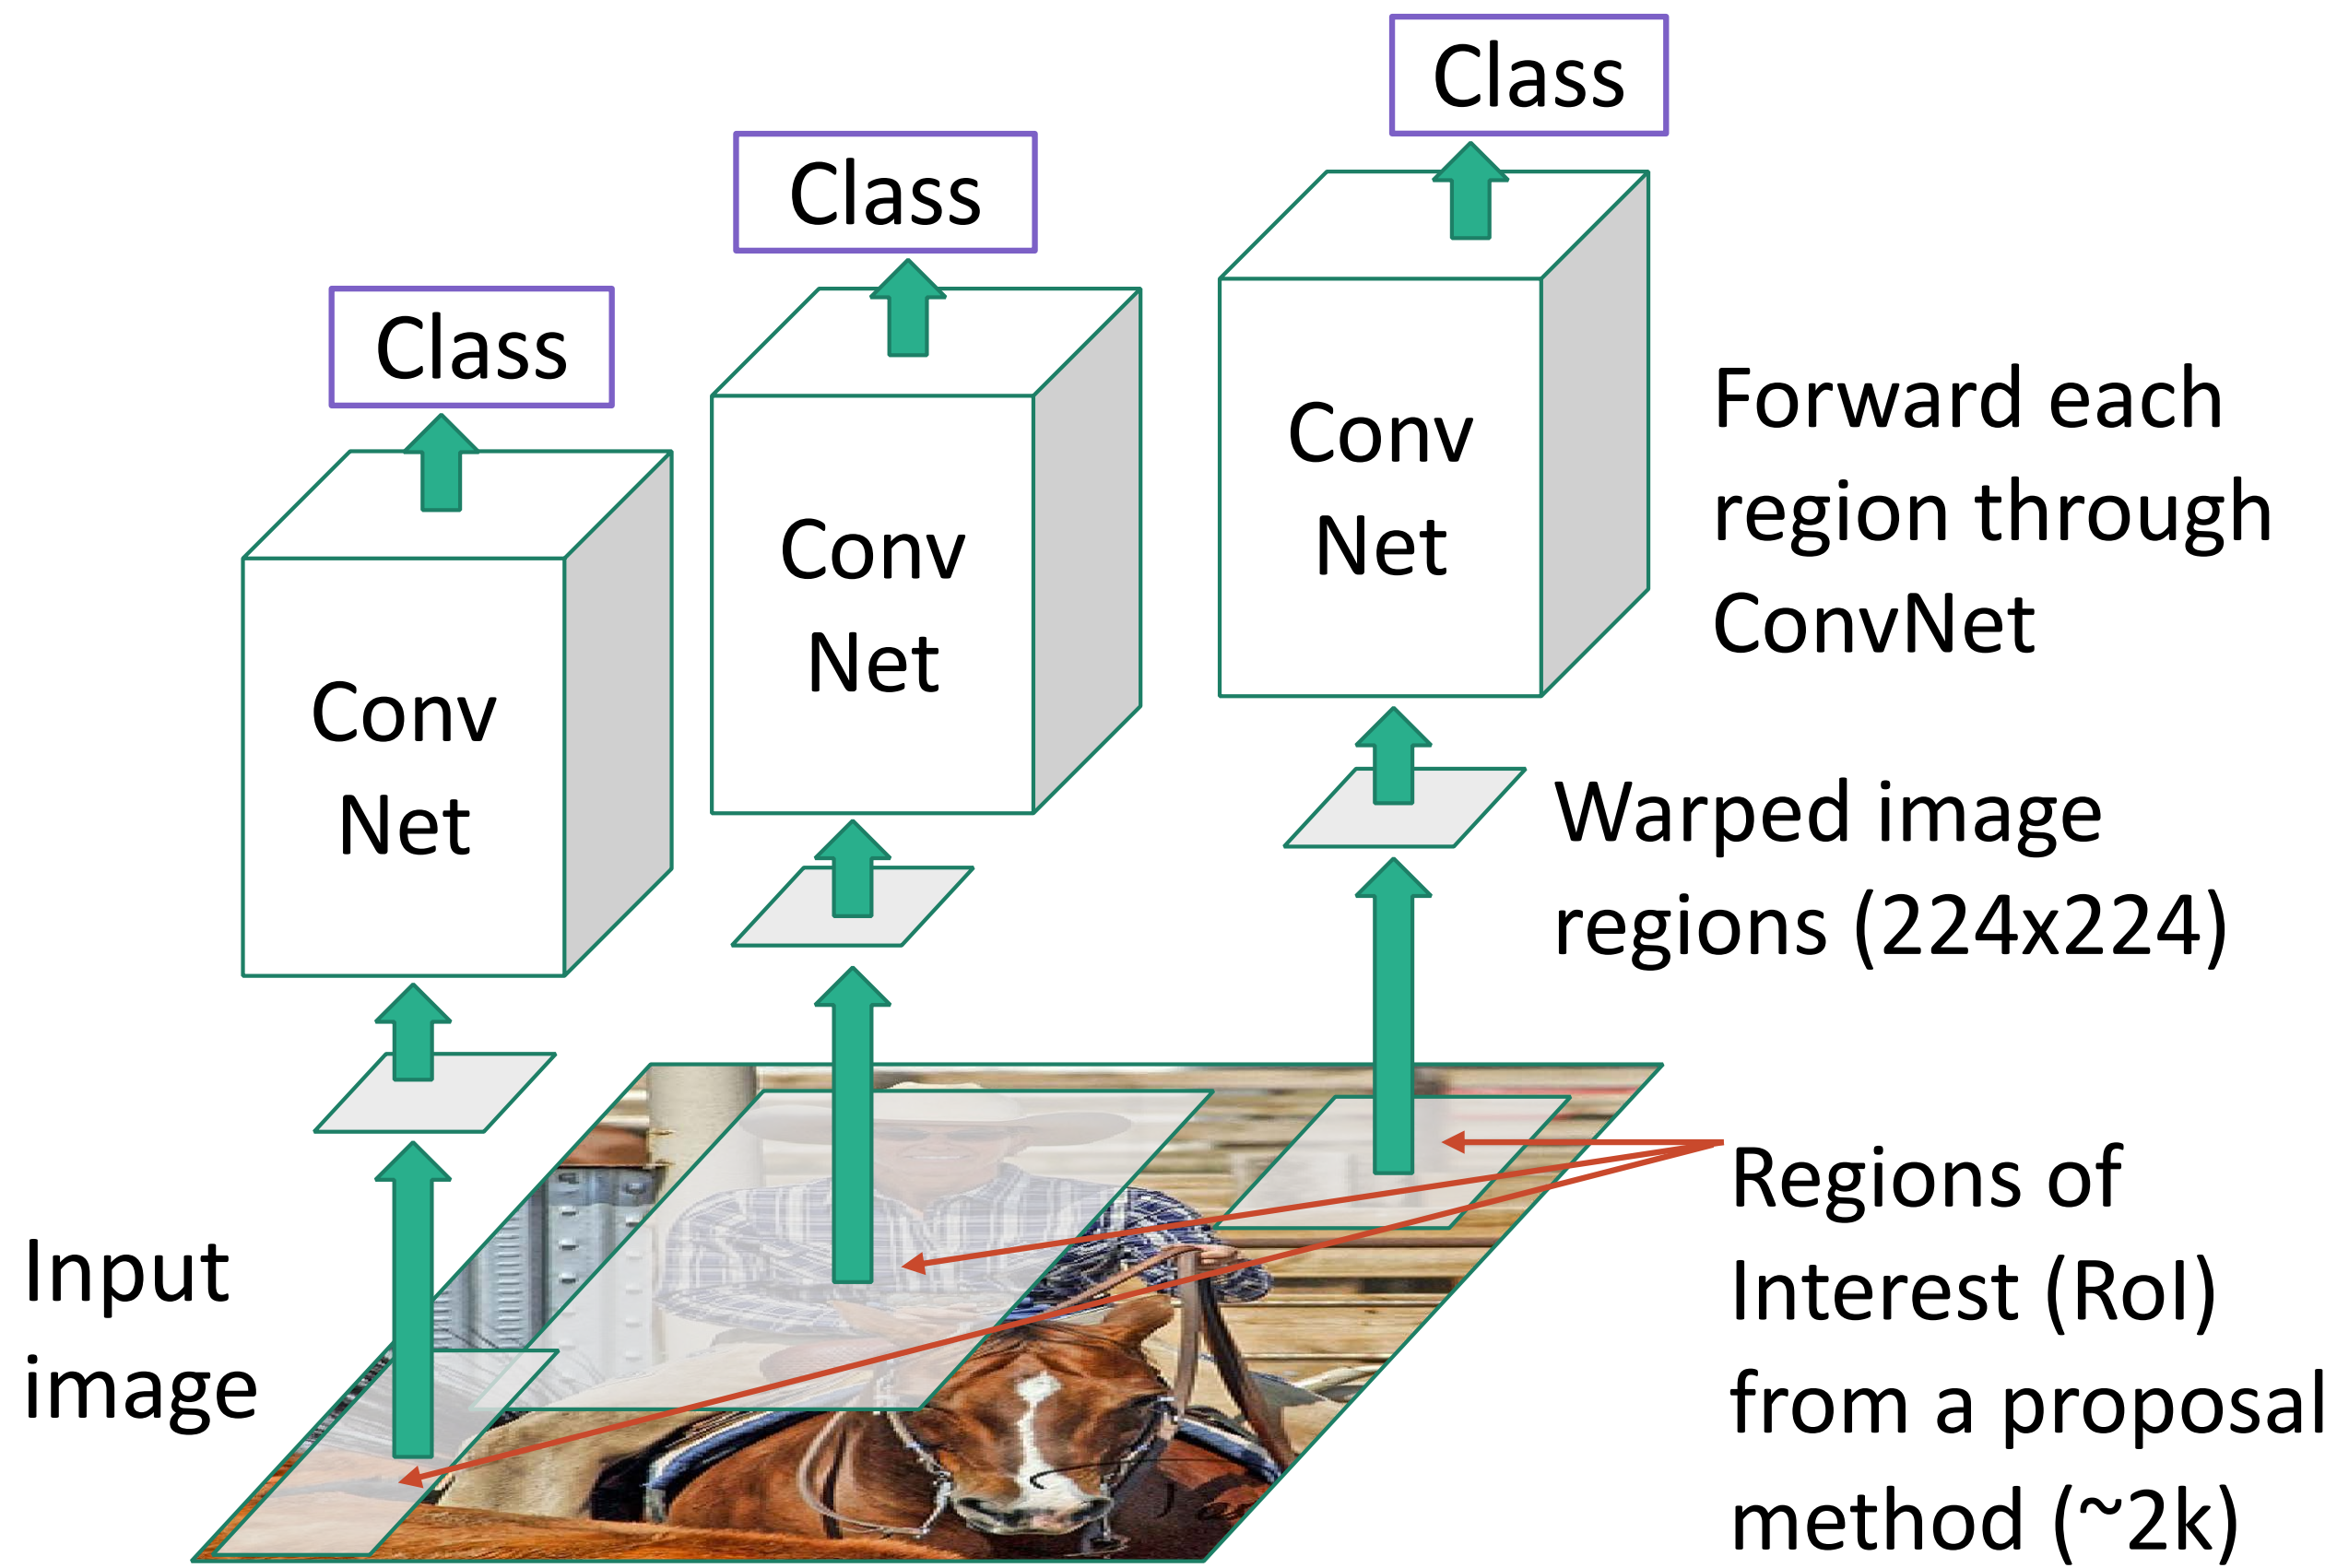 Class
Class
Class
Conv
Net
Conv
Net
Conv
Net
Forward each
region through
ConvNet
Warped image
regions (224x224)
Input
image
Regions of
Interest (RoI)
from a proposal
method (~2k)